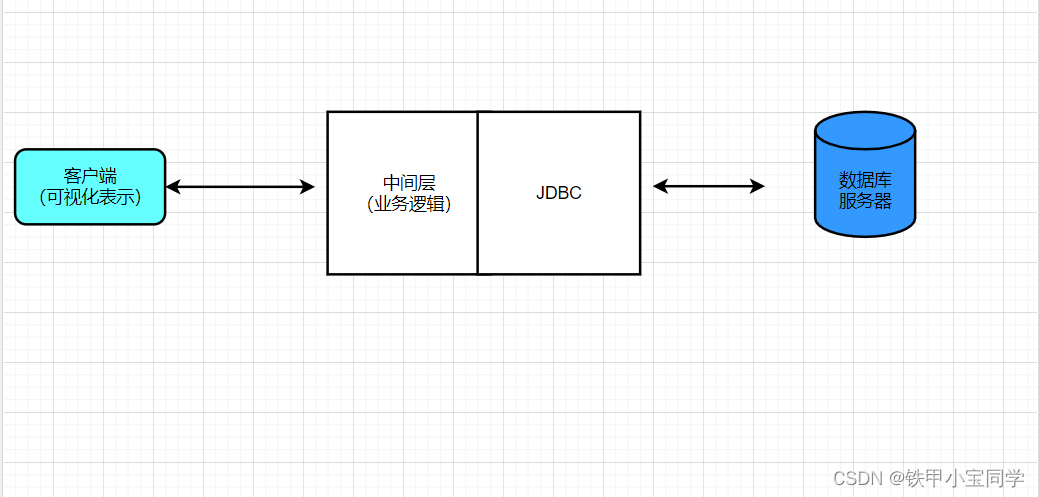 客户端
（可视化表示）
中间层
（业务逻辑）
JDBC
数据库
服务器
CSDN @铁甲小宝同学